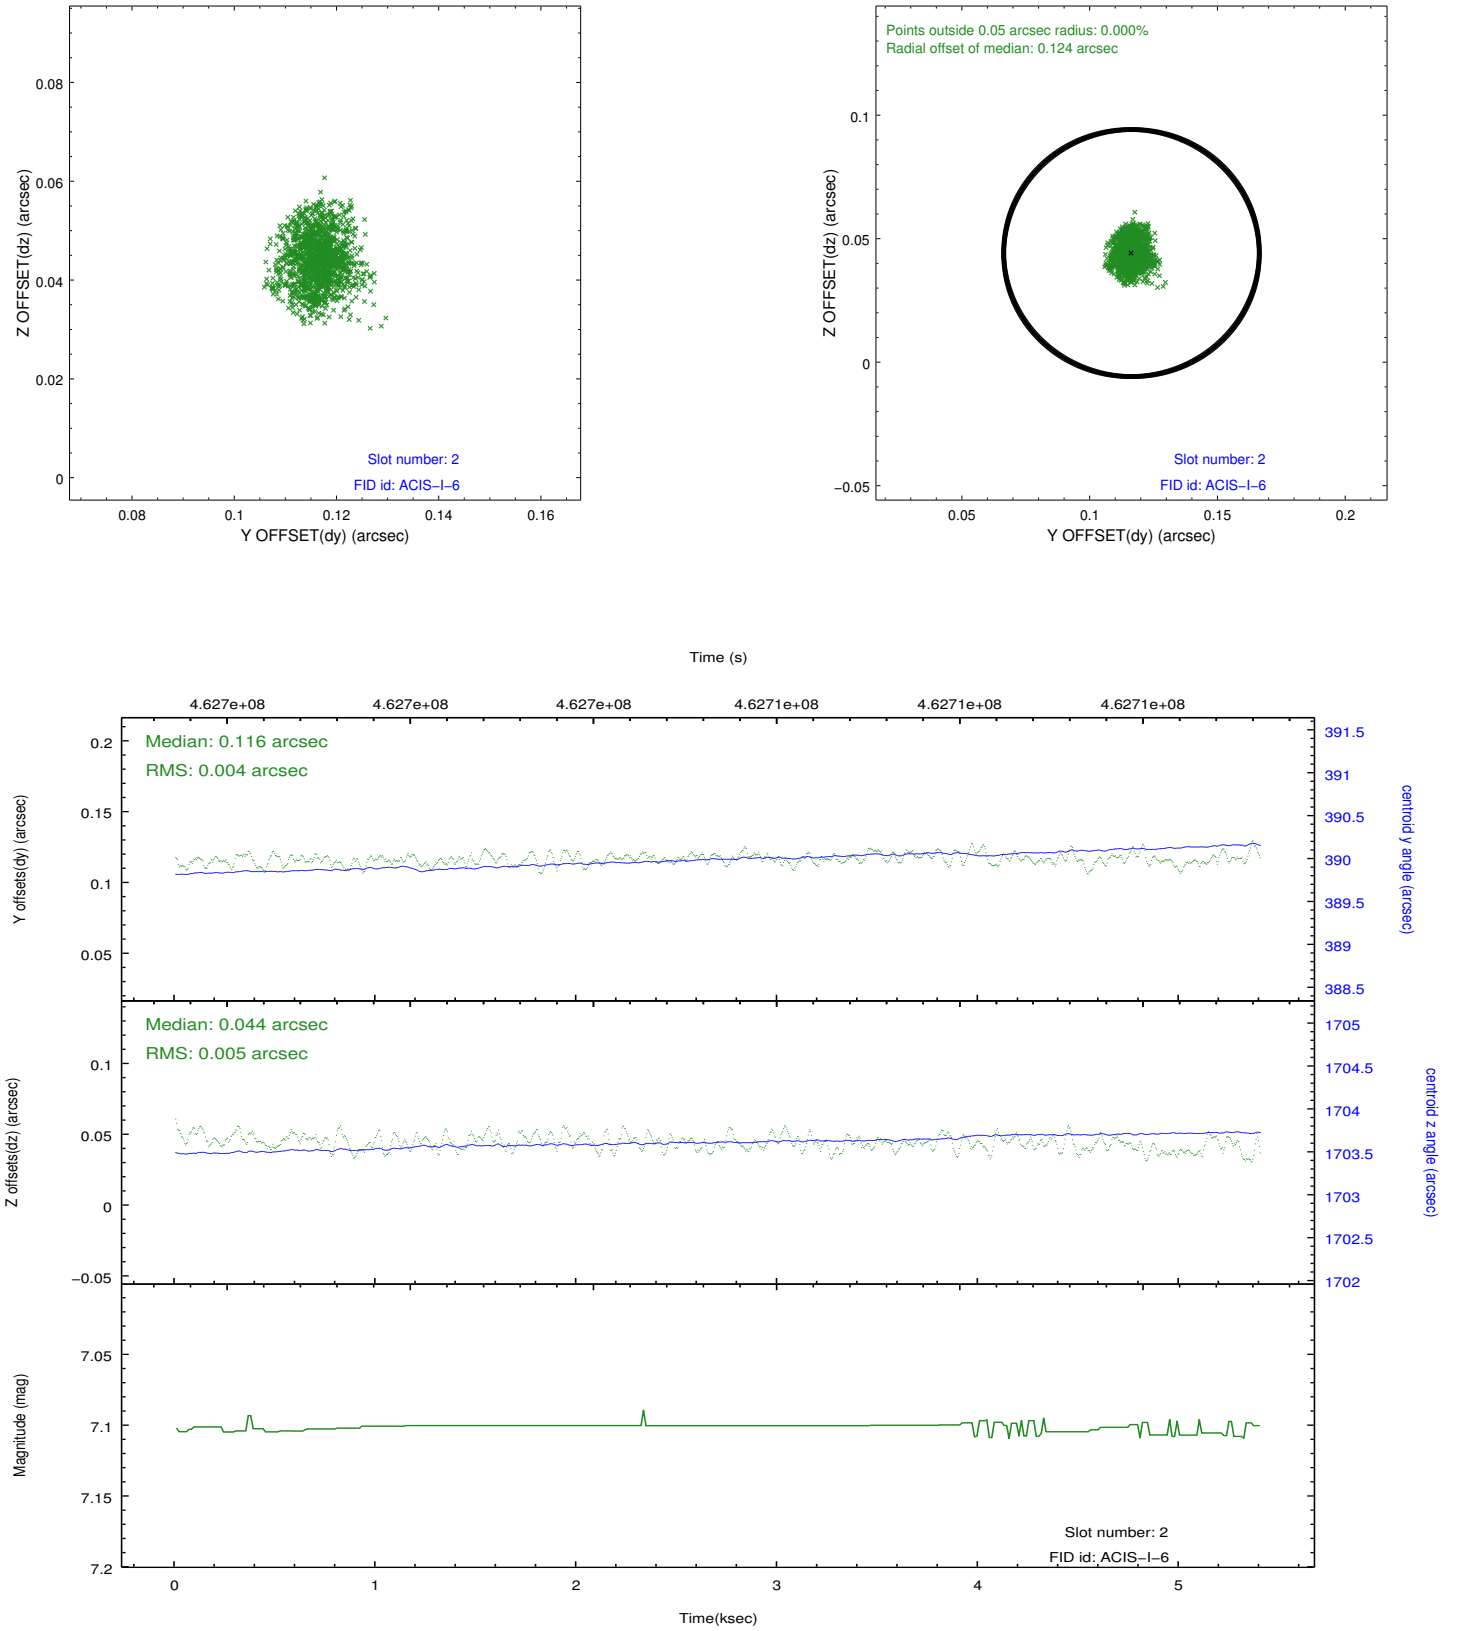 0.08
0.06
0.04
0.02
0
Z OFFSET(dz) (arcsec)
Slot number: 2
FID id: ACIS−I−6
0.08 0.1 0.12 0.14 0.16
Y OFFSET(dy) (arcsec)
Points outside 0.05 arcsec radius: 0.000%
Radial offset of median: 0.124 arcsec
0.1
0.05
0
−0.05
Z OFFSET(dz) (arcsec)
Slot number: 2
FID id: ACIS−I−6
0.05 0.1 0.15 0.2
Y OFFSET(dy) (arcsec)
Time (s)
4.627e+08 4.627e+08 4.627e+08 4.6271e+08 4.6271e+08 4.6271e+08
Median: 0.116 arcsec
RMS: 0.004 arcsec
0.2
0.15
0.1
0.05
Y offsets(dy) (arcsec)
391.5
391
390.5
390
389.5
389
388.5
centroid y angle (arcsec)
Median: 0.044 arcsec
RMS: 0.005 arcsec
0.1
0.05
0
−0.05
Z offsets(dz) (arcsec)
1705
1704.5
1704
1703.5
1703
1702.5
1702
centroid z angle (arcsec)
7.05
7.1
7.15
7.2
Magnitude (mag)
Slot number: 2
FID id: ACIS−I−6
0 1 2 3 4 5
Time(ksec)